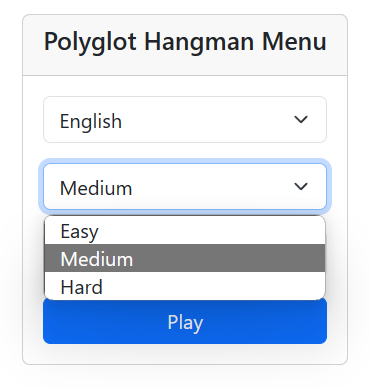 Polyglot Hangman Menu
English
Medium
Easy
Medium
Hard
Play